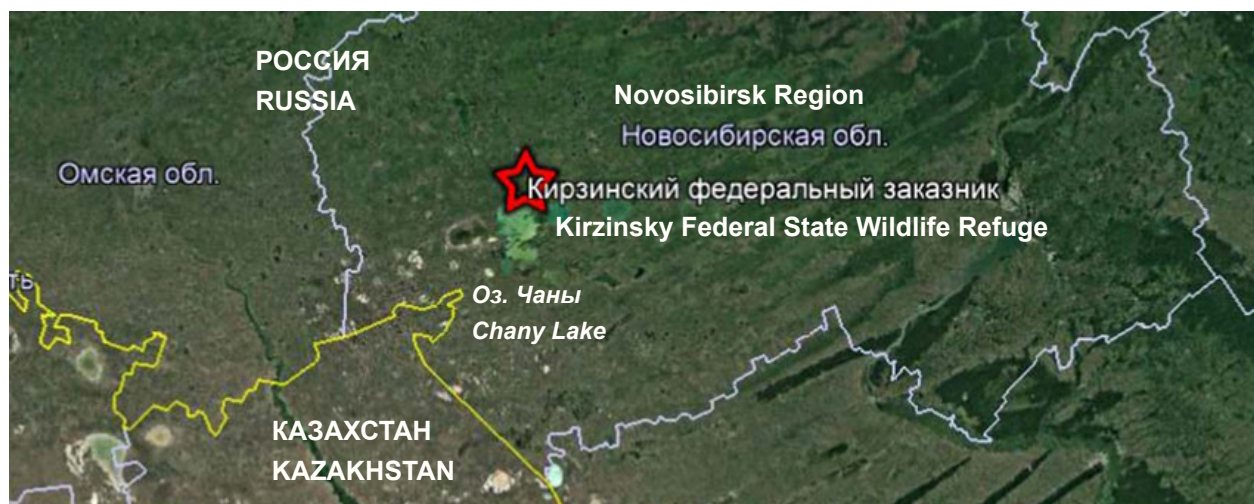 РОССИЯ
RUSSIA
Novosibirsk Region
Новосибирская обл.
Омская обл.
Кирзинский федеральный заказник
Kirzinsky Federal State Wildlife Refuge
ть
Оз. Чаны
Chany Lake
КАЗАХСТАН
KAZAKHSTAN